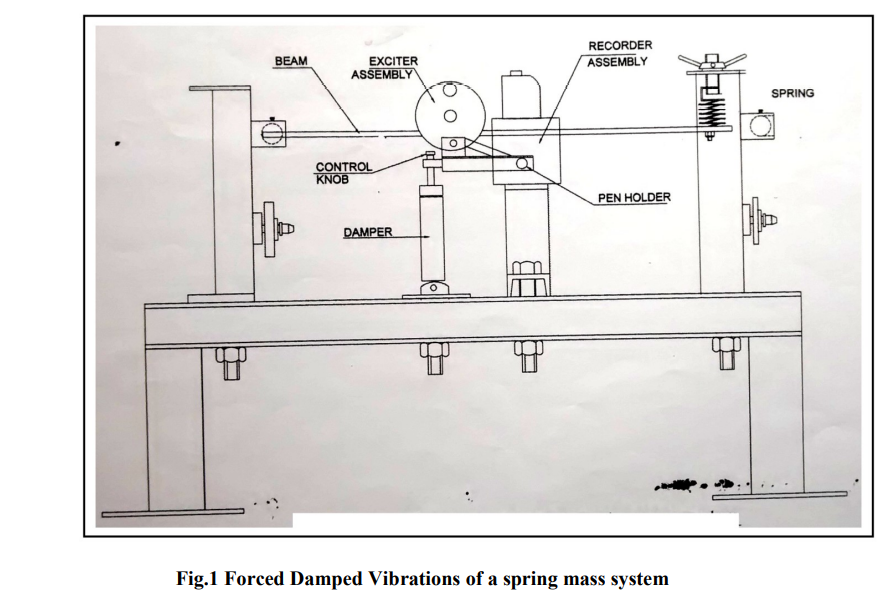 RECORDER
ASSEMBLY
BEAM
EXCITER
ASSEMBLY
SPRING
CONTROL
KNOB
PEN HOLDER
DAMPER
Fig.1 Forced Damped Vibrations of a spring mass system